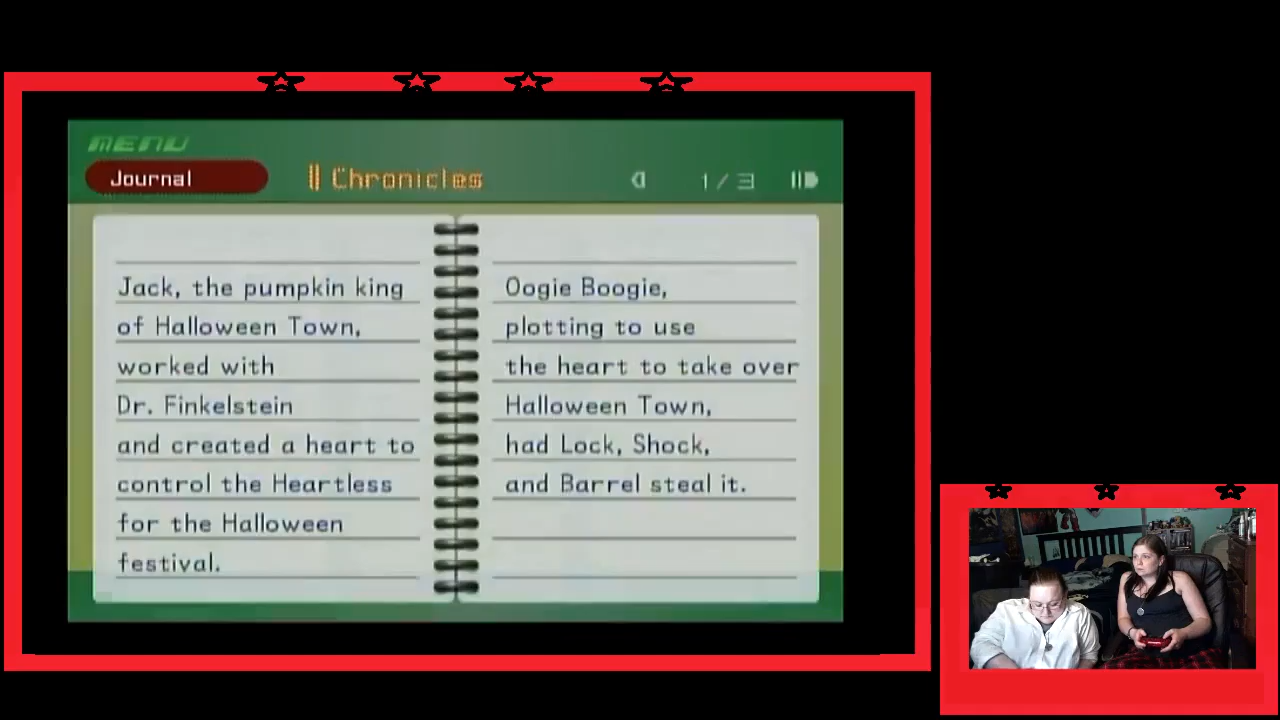 MENU
Journal
Chronicles
1/3
Jack, the pumpkin king
of Halloween Town,
worked with
Dr. Finkelstein
and created a heart to
control the Heartless
for the Halloween
festival.
Oogie Boogie,
plotting to use
the heart to take over
Halloween Town,
had Lock, Shock,
and Barrel steal it.